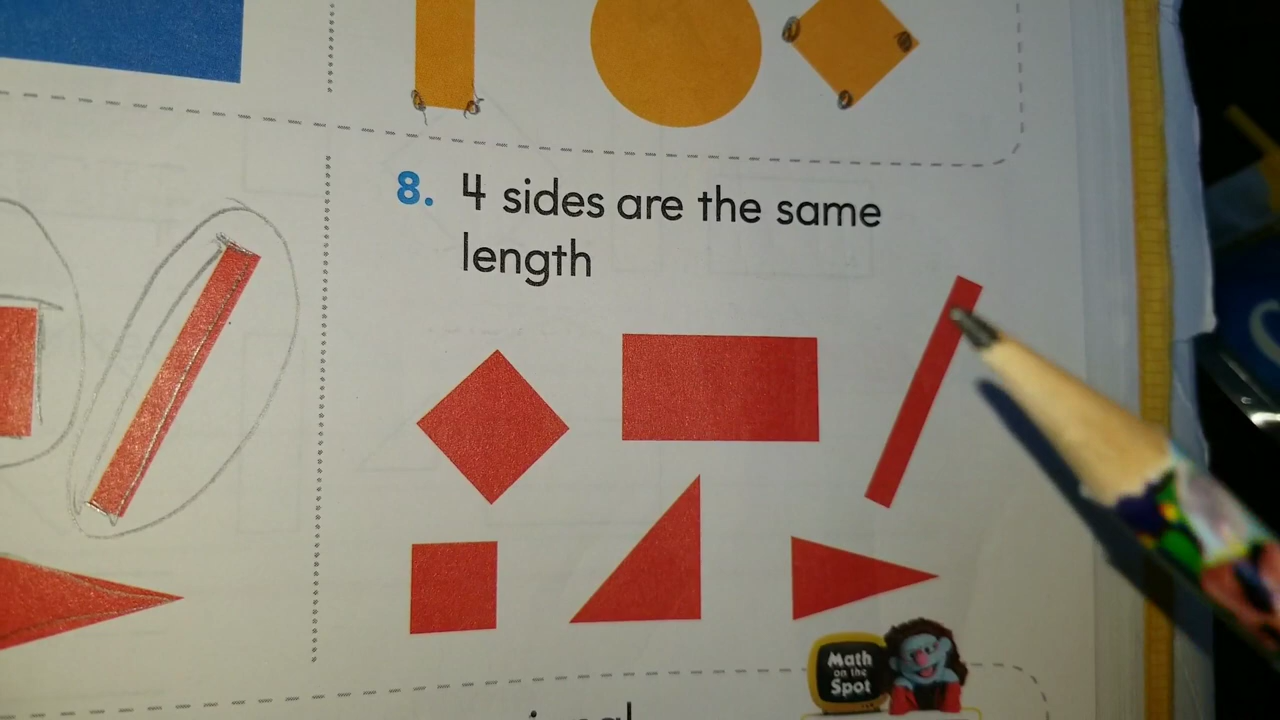 8. 4 sides are the same
length
Math
on the
Spot